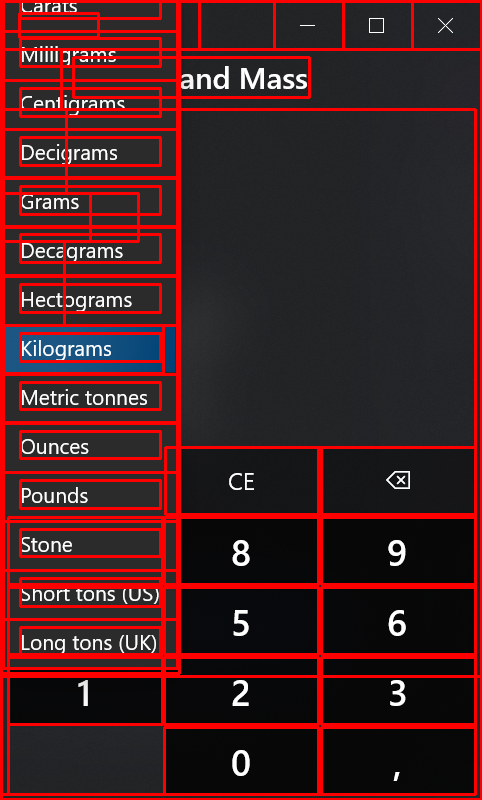 Carats
Milligrams
and Mass
Centigrams
Decigrams
Grams
Decagrams
Hectograms
Kilograms
Metric tonnes
Ounces
CE
Pounds
Stone
8
9
Short tons (US)
5
6
Long tons (UK)
1
2
3
0
,